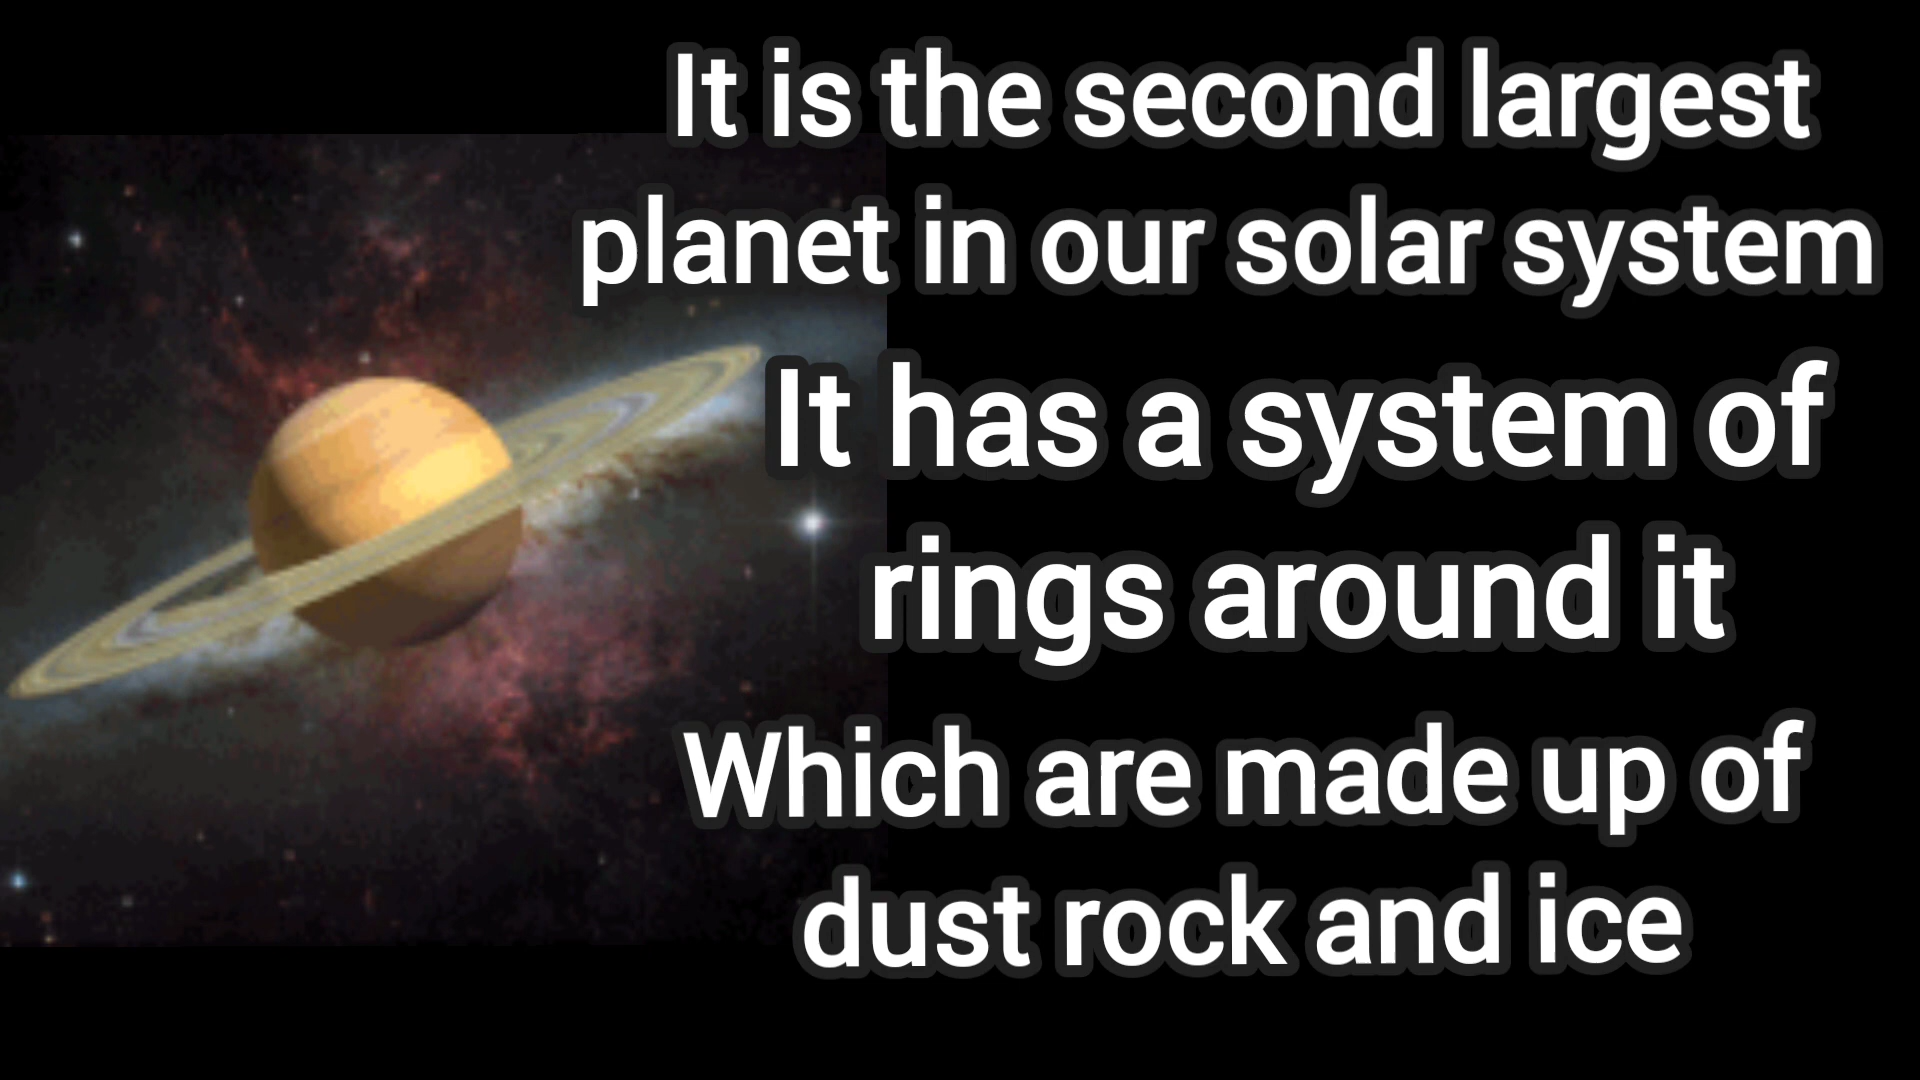 It is the second largest
planet in our solar system
It has a system of
rings around it
Which are made up of
dust rock and ice